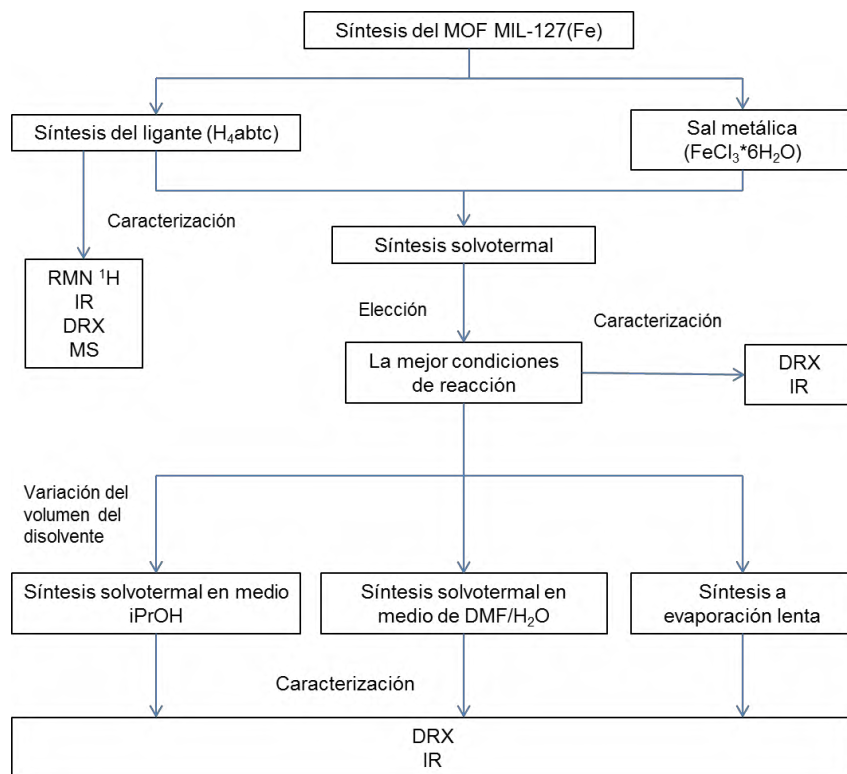 Síntesis del MOF MIL-127(Fe)
Síntesis del ligante (H₄abtc)
Sal metálica
(FeCl₃*6H₂O)
Caracterización
Síntesis solvotermal
RMN ¹H
IR
DRX
MS
Elección
Caracterización
La mejor condiciones
de reacción
DRX
IR
Variación del
volumen del
disolvente
Síntesis solvotermal en medio
iPrOH
Síntesis solvotermal en
medio de DMF/H₂O
Síntesis a
evaporación lenta
Caracterización
DRX
IR